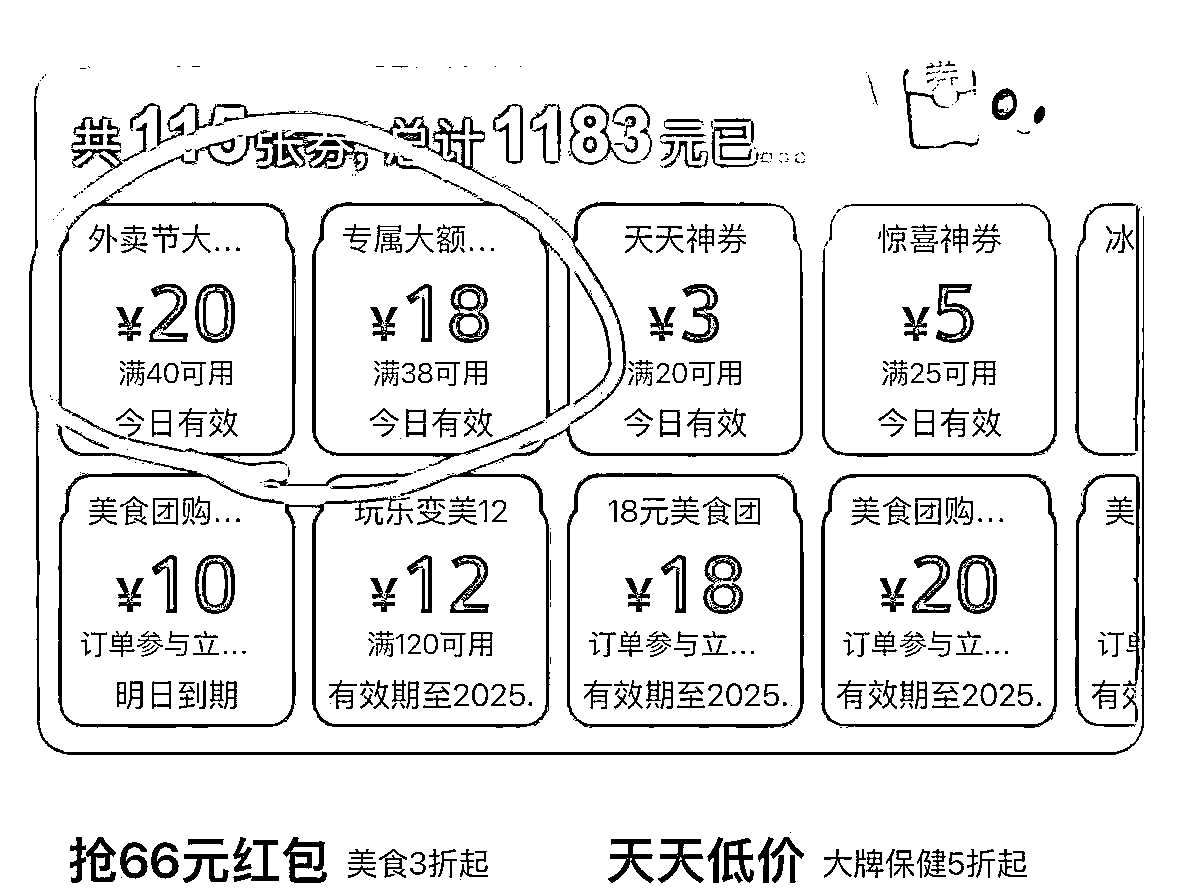 共115张券，总计1183元已
外卖节大... 专属大额... 天天神券 惊喜神券 冰
¥20 ¥18 ¥3 ¥5
满40可用 满38可用 满20可用 满25可用
今日有效 今日有效 今日有效 今日有效
美食团购... 玩乐变美12 18元美食团 美食团购... 美
¥10 ¥12 ¥18 ¥20
订单参与立... 满120可用 订单参与立... 订单参与立... 订单
明日到期 有效期至2025. 有效期至2025. 有效期至2025. 有效
抢66元红包 美食3折起 天天低价 大牌保健5折起